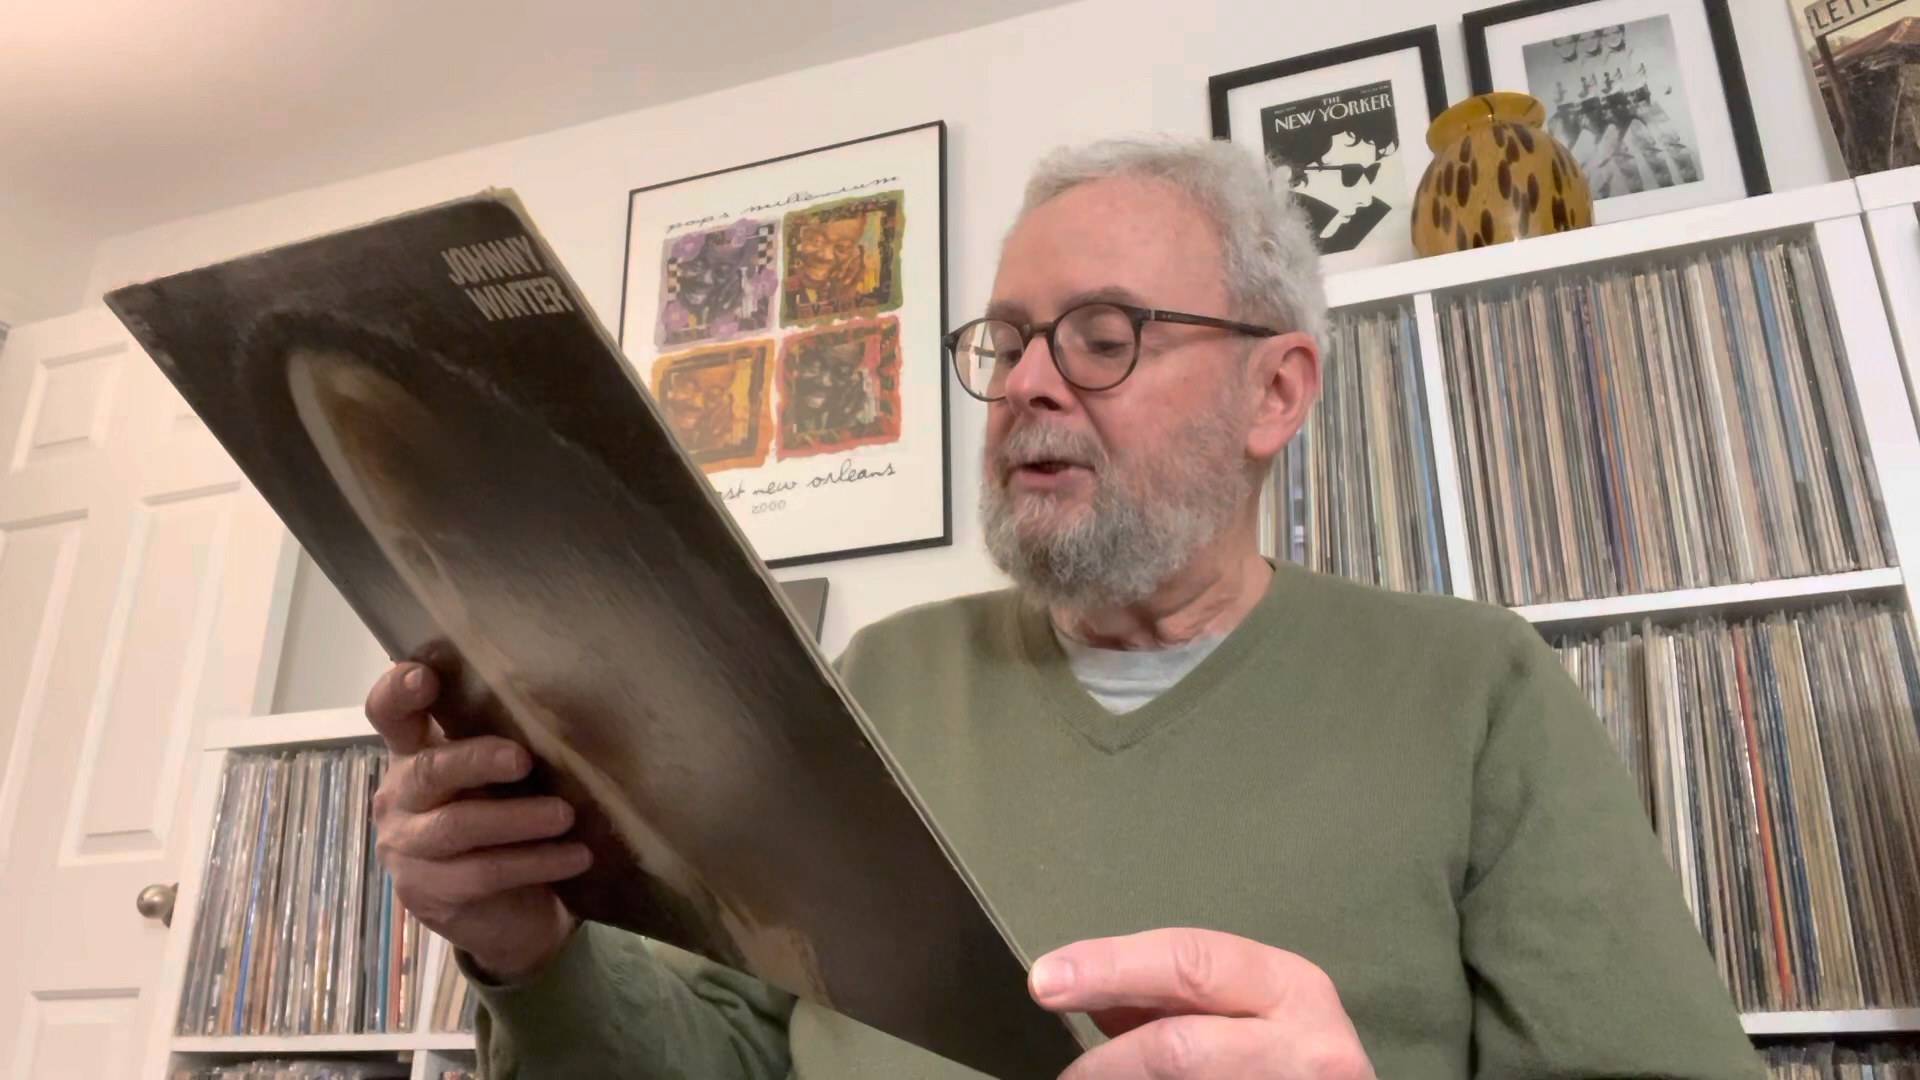 JOHNNY
WINTER
pops millennium
new orleans
2000
THE
NEW YORKER